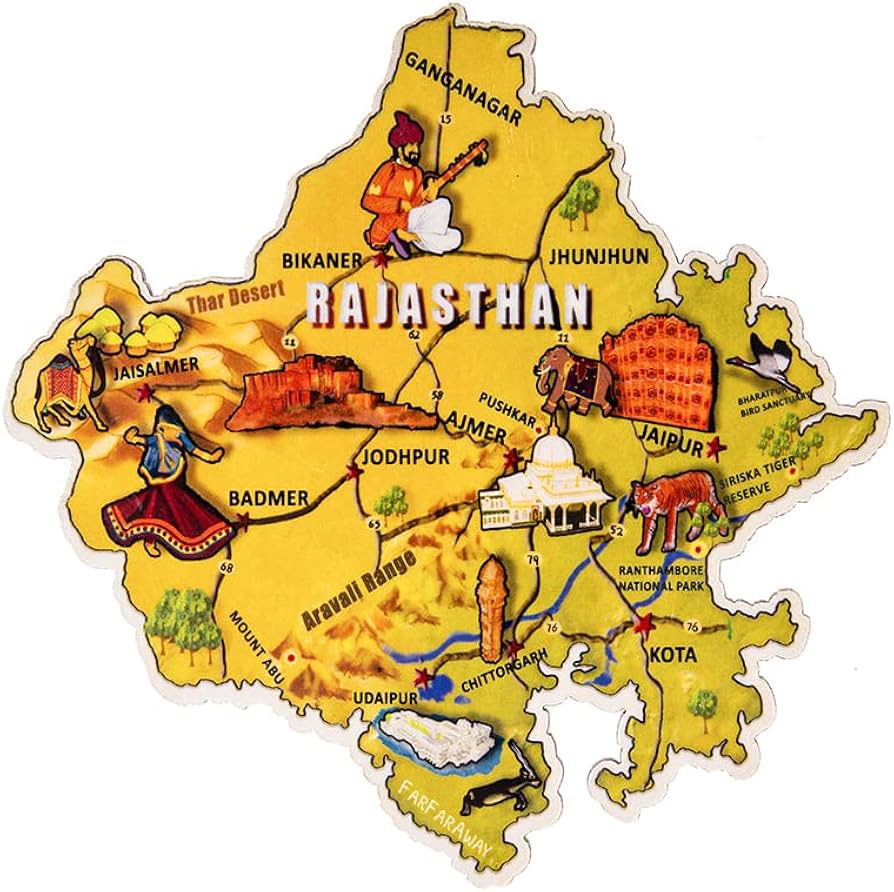 GANGANAGAR
15
BIKANER
JHUNJHUN
Thar Desert
RAJASTHAN
11
62
11
JAISALMER
58
PUSHKAR
AJMER
BHARATPUR
BIRD SANCTUARY
JAIPUR
JODHPUR
SIRISKA TIGER
RESERVE
BADMER
65
52
68
79
Aravali Range
RANTHAMBORE
NATIONAL PARK
MOUNT ABU
76
76
KOTA
CHITTORGARH
UDAIPUR
FARFARAWAY